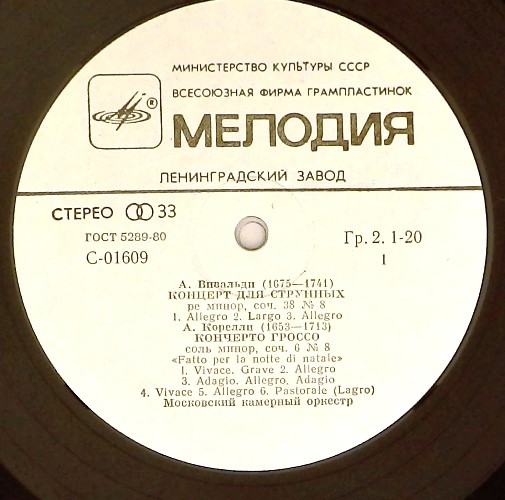 МИНИСТЕРСТВО КУЛЬТУРЫ СССР
ВСЕСОЮЗНАЯ ФИРМА ГРАМПЛАСТИНОК
®
МЕЛОДИЯ
ЛЕНИНГРАДСКИЙ ЗАВОД
СТЕРЕО 33
ГОСТ 5289-80
Гр. 2. 1-20
С-01609
1
А. Вивальди (1675—1741)
КОНЦЕРТ ДЛЯ СТРУННЫХ
ре минор, соч. 38 № 8
1. Allegro 2. Largo 3. Allegro
А. Корелли (1653—1713)
КОНЧЕРТО ГРОССО
соль минор, соч. 6 № 8
«Fatto per la notte di natale»
1. Vivace. Grave 2. Allegro
3. Adagio. Allegro, Adagio
4. Vivace 5. Allegro 6. Pastorale (Lagro)
Московский камерный оркестр